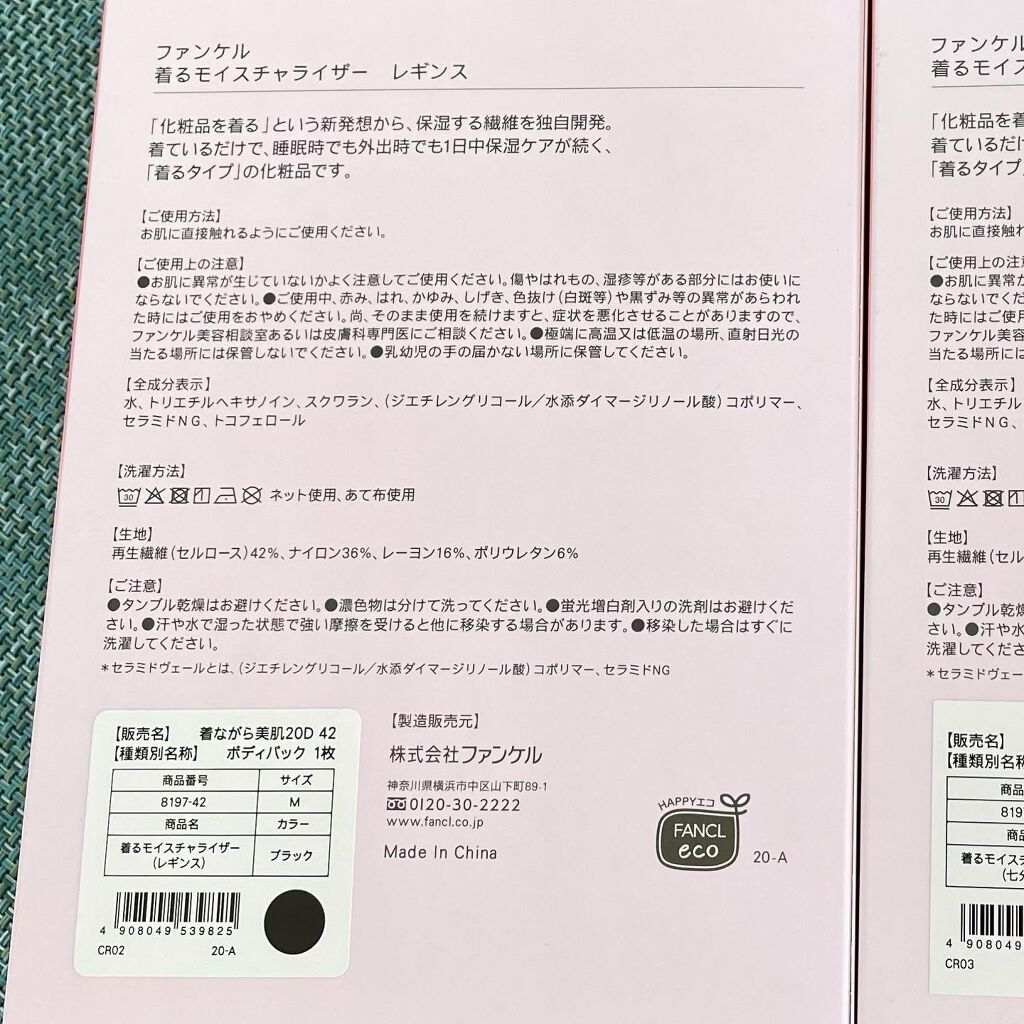 ファンケル
着るモイスチャライザー　レギンス
「化粧品を着る」という新発想から、保湿する繊維を独自開発。
着ているだけで、睡眠時でも外出時でも1日中保湿ケアが続く、
「着るタイプ」の化粧品です。
【ご使用方法】
お肌に直接触れるようにご使用ください。
【ご使用上の注意】
●お肌に異常が生じていないかよく注意してご使用ください。傷やはれもの、湿疹等がある部分にはお使いに
ならないでください。●ご使用中、赤み、はれ、かゆみ、しげき、色抜け(白斑等)や黒ずみ等の異常があらわれ
た時にはご使用をおやめください。尚、そのまま使用を続けますと、症状を悪化させることがありますので、
ファンケル美容相談室あるいは皮膚科専門医にご相談ください。●極端に高温又は低温の場所、直射日光の
当たる場所には保管しないでください。●乳幼児の手の届かない場所に保管してください。
【全成分表示】
水、トリエチルヘキサノイン、スクワラン、(ジエチレングリコール/水添ダイマージリノール酸)コポリマー、
セラミドNG、トコフェロール
【洗濯方法】
30 ネット使用、あて布使用
【生地】
再生繊維(セルロース)42%、ナイロン36%、レーヨン16%、ポリウレタン6%
【ご注意】
●タンブル乾燥はお避けください。●濃色物は分けて洗ってください。●蛍光増白剤入りの洗剤はお避けくだ
さい。●汗や水で湿った状態で強い摩擦を受けると他に移染する場合があります。●移染した場合はすぐに
洗濯してください。
*セラミドヴェールとは、(ジエチレングリコール/水添ダイマージリノール酸)コポリマー、セラミドNG
【販売名】　着ながら美肌20D 42
【種類別名称】　ボディパック 1枚
商品番号 サイズ
8197-42 M
商品名 カラー
着るモイスチャライザー
(レギンス) ブラック
4 908049 539825
CR02 20-A
【製造販売元】
株式会社ファンケル
神奈川県横浜市中区山下町89-1
0120-30-2222
www.fancl.co.jp
Made In China
HAPPYエコ
FANCL
eco
20-A
ファンケル
着るモイス
「化粧品を着
着ているだけ
「着るタイプ」
【ご使用方法】
お肌に直接触れ
【ご使用上の注意
●お肌に異常が
ならないでくださ
た時にはご使用
ファンケル美容
当たる場所には
【全成分表示】
水、トリエチル
セラミドNG、
【洗濯方法】
30
【生地】
再生繊維(セル
【ご注意】
●タンブル乾燥
さい。●汗
洗濯してくださ
*セラミドヴェー
【販売名】
【種類別名称
商品
8197
商
着るモイスチ
(七分
4 908049
CR03